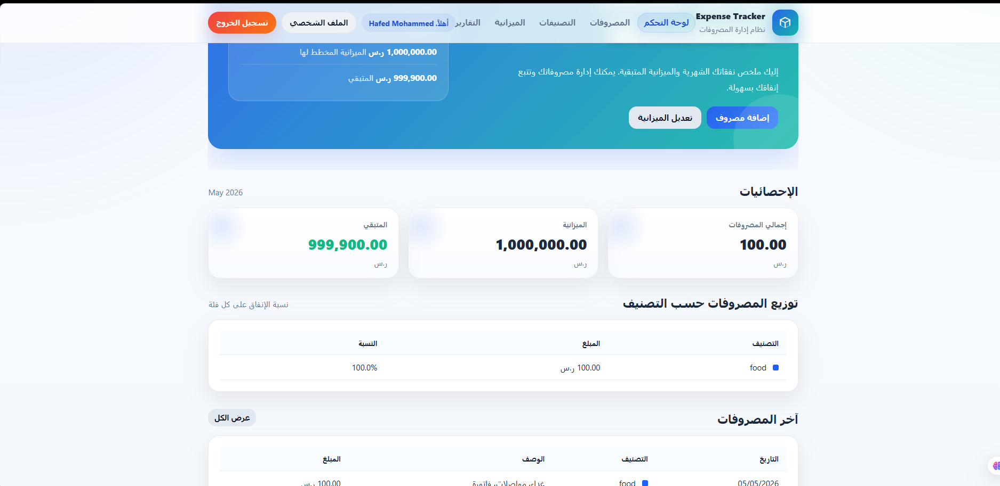 Expense Tracker
نظام إدارة المصروفات
لوحة التحكم
المصروفات
التصنيفات
الميزانية
التقارير
أهلاً، Hafed Mohammed
الملف الشخصي
تسجيل الخروج
إليك ملخص نفقاتك الشهرية والميزانية المتبقية. يمكنك إدارة مصروفاتك وتتبع
إنفاقك بسهولة.
إضافة مصروف
تعديل الميزانية
1,000,000.00 ر.س الميزانية المخطط لها
999,900.00 ر.س المتبقي
الإحصائيات
May 2026
إجمالي المصروفات
100.00
ر.س
الميزانية
1,000,000.00
ر.س
المتبقي
999,900.00
ر.س
توزيع المصروفات حسب التصنيف
نسبة الإنفاق على كل فئة
التصنيف المبلغ النسبة
food 100.00 ر.س 100.0%
آخر المصروفات
عرض الكل
التاريخ التصنيف الوصف المبلغ
05/05/2026 food غداء، مواصلات، فاتورة 100.00 ر.س